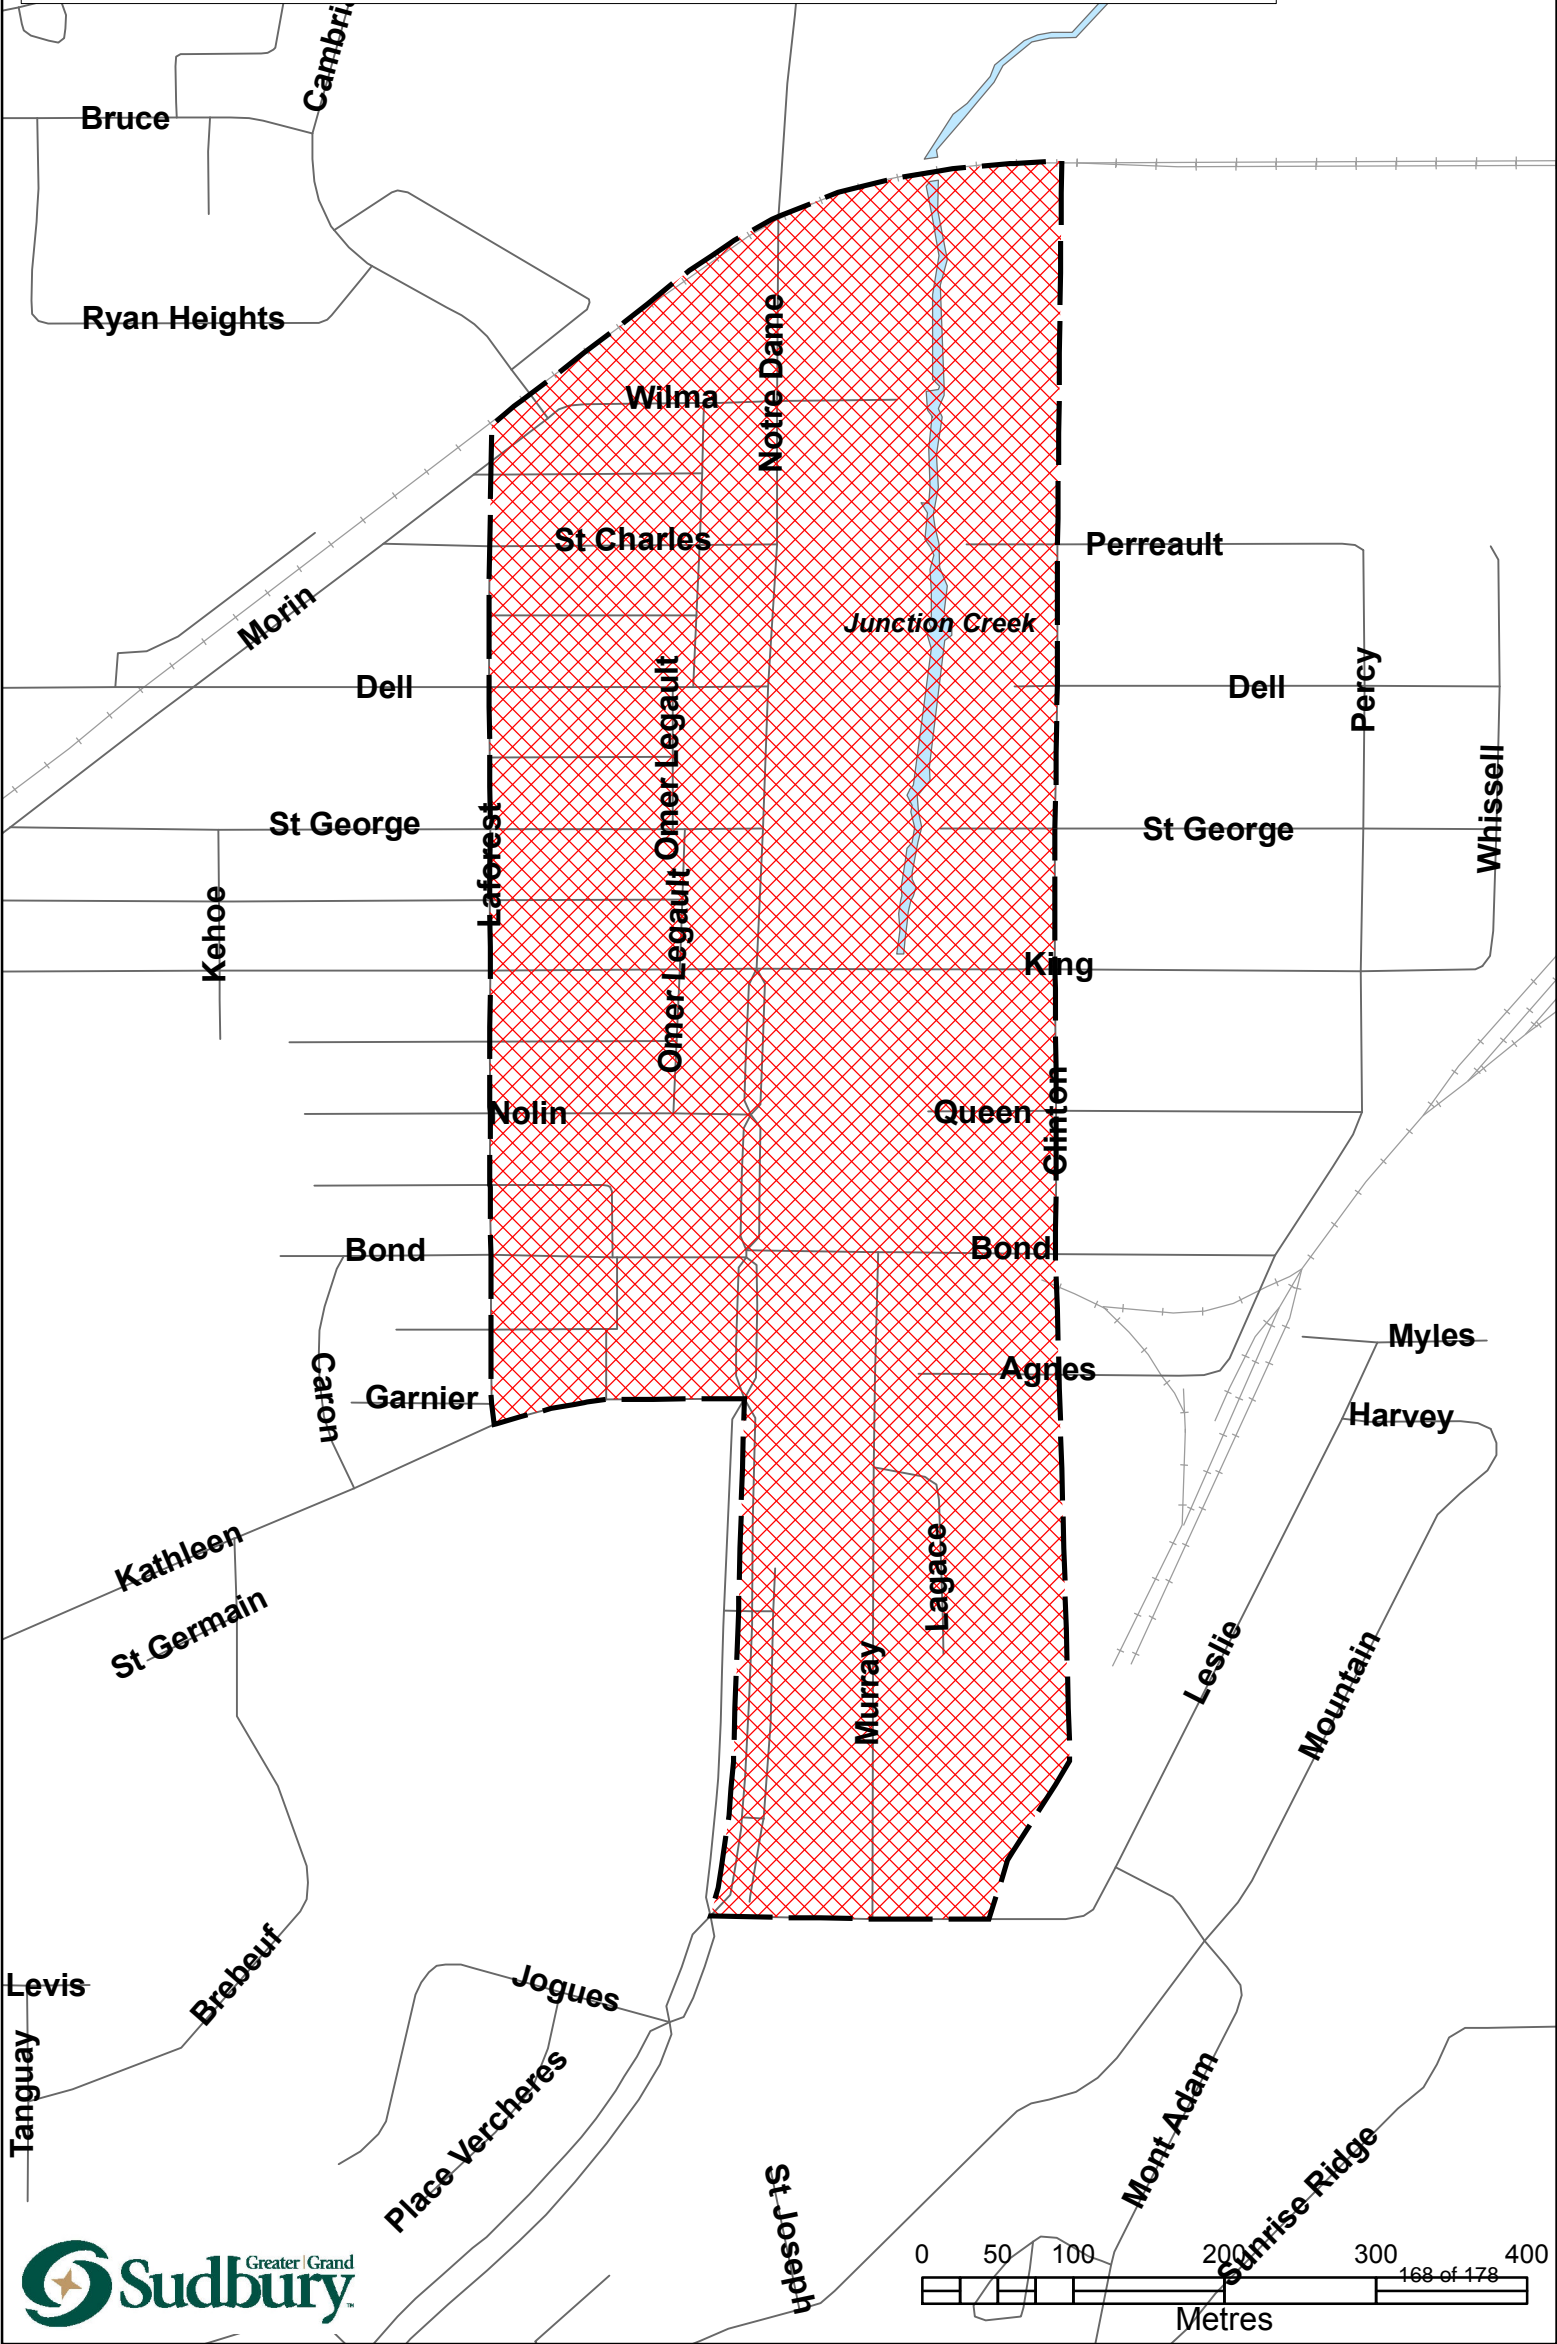 Cambri
Bruce
Ryan Heights
Notre Dame
Wilma
St Charles
Perreault
Morin
Junction Creek
Dell
Omer Legault
Dell
Percy
Whissell
St George
Laforest
St George
Kehoe
Omer Legault
King
Nolin
Queen
Clinton
Bond
Bond
Myles
Caron
Garnier
Agnes
Harvey
Kathleen
St Germain
Lagace
Murray
Leslie
Mountain
Brebeuf
Levis
Jogues
Tanguay
Place Vercheres
Mont Adam
St Joseph
Sunrise Ridge
Greater | Grand
Sudbury™
0 50 100 200 300 400
168 of 178
Metres